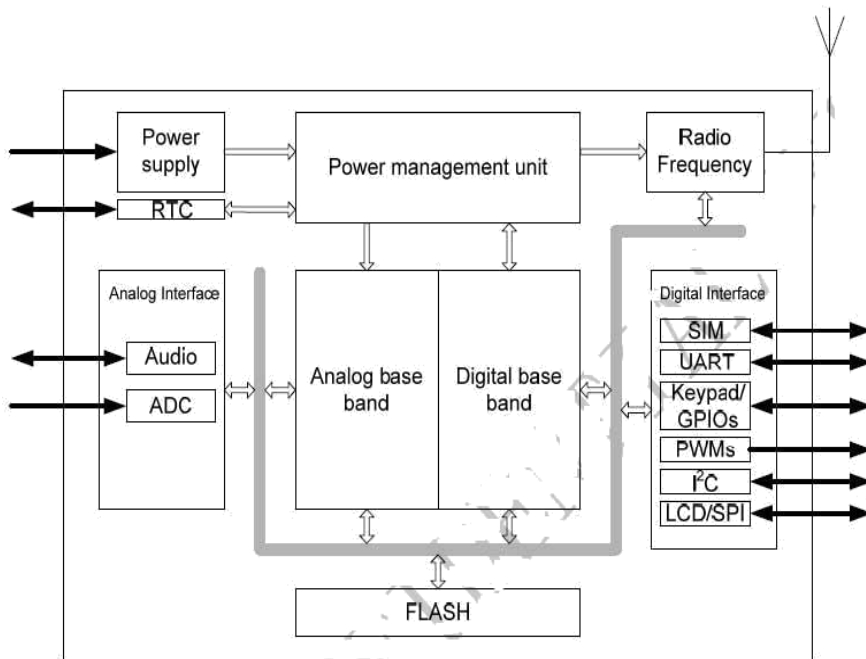 Power
supply
Power management unit
Radio
Frequency
RTC
Analog Interface
Audio
ADC
Analog base
band
Digital base
band
Digital Interface
SIM
UART
Keypad/
GPIOs
PWMs
I²C
LCD/SPI
FLASH